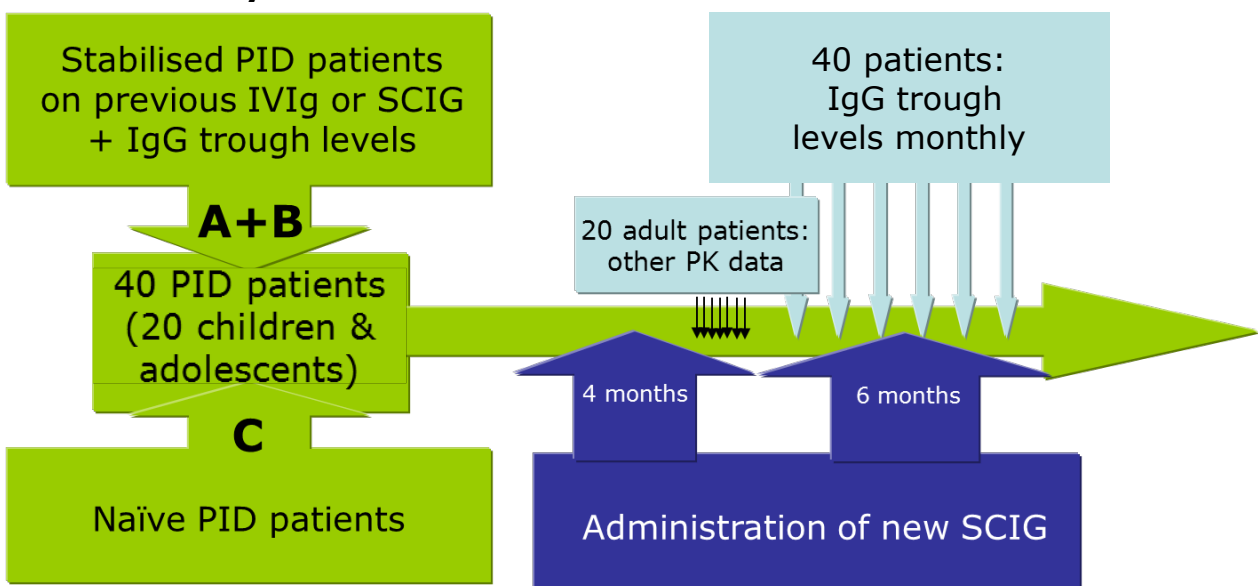 Stabilised PID patients
on previous IVIg or SCIG
+ IgG trough levels
A+B
40 PID patients
(20 children &
adolescents)
C
Naïve PID patients
40 patients:
IgG trough
levels monthly
20 adult patients:
other PK data
4 months
6 months
Administration of new SCIG